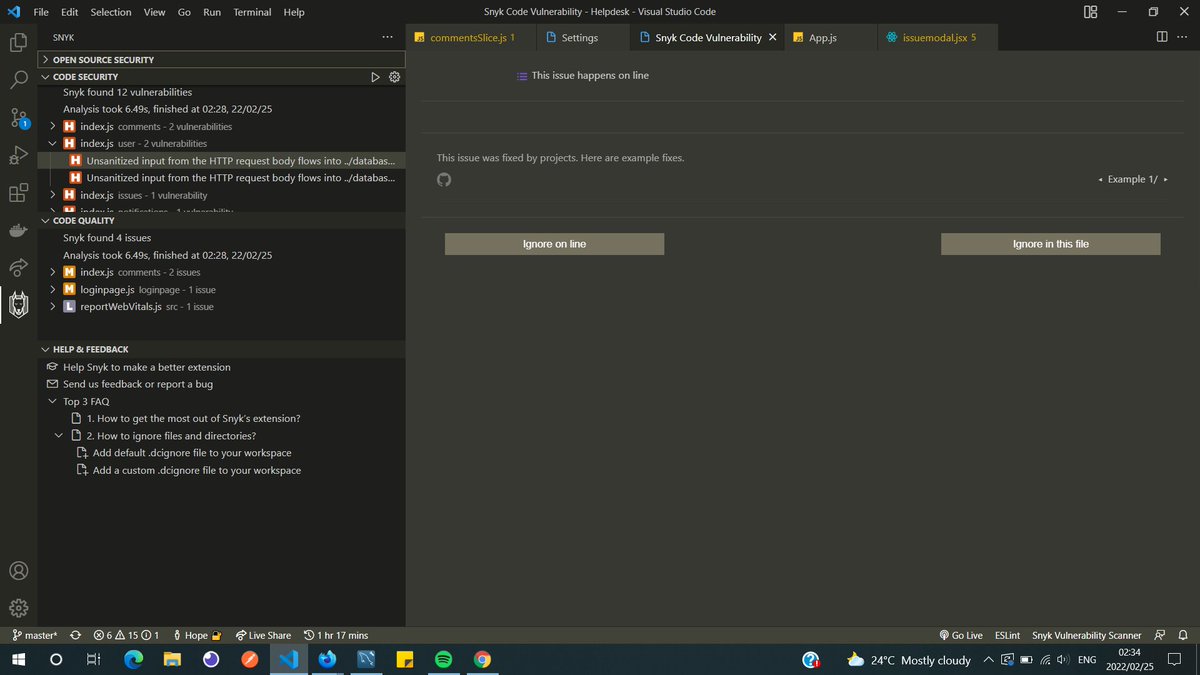 File Edit Selection View Go Run Terminal Help
Snyk Code Vulnerability - Helpdesk - Visual Studio Code
SNYK
OPEN SOURCE SECURITY
CODE SECURITY
Snyk found 12 vulnerabilities
Analysis took 6.49s, finished at 02:28, 22/02/25
H index.js comments - 2 vulnerabilities
H index.js user - 2 vulnerabilities
H Unsanitized input from the HTTP request body flows into ../databas...
H Unsanitized input from the HTTP request body flows into ../databas...
H index.js issues - 1 vulnerability
H index.js notifications - 1 vulnerability
CODE QUALITY
Snyk found 4 issues
Analysis took 6.49s, finished at 02:28, 22/02/25
M index.js comments - 2 issues
M loginpage.js loginpage - 1 issue
L reportWebVitals.js src - 1 issue
HELP & FEEDBACK
Help Snyk to make a better extension
Send us feedback or report a bug
Top 3 FAQ
1. How to get the most out of Snyk's extension?
2. How to ignore files and directories?
Add default .dcignore file to your workspace
Add a custom .dcignore file to your workspace
JS commentsSlice.js 1
Settings
Snyk Code Vulnerability
JS App.js
issuemodal.jsx 5
This issue happens on line
This issue was fixed by projects. Here are example fixes.
Example 1/
Ignore on line
Ignore in this file
1
master* 6 15 1 Hope Live Share 1 hr 17 mins
Go Live ESLint Snyk Vulnerability Scanner
24°C Mostly cloudy
ENG
02:34
2022/02/25